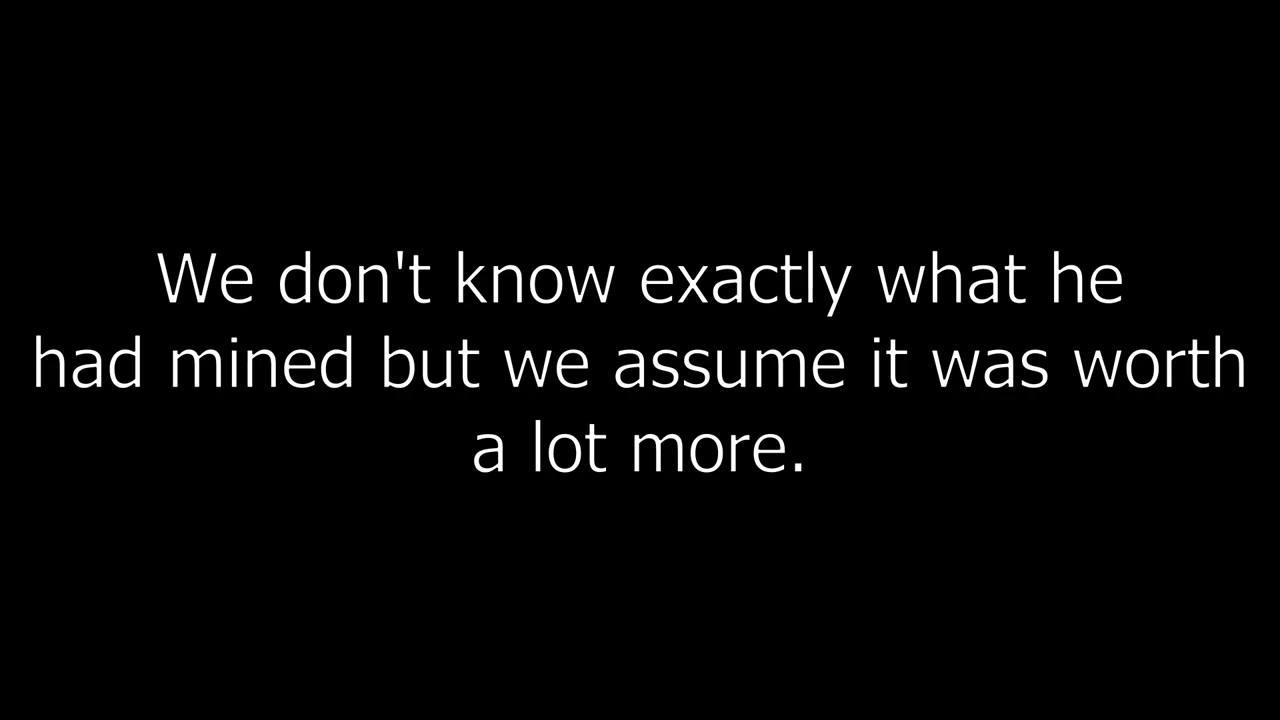 We don't know exactly what he
had mined but we assume it was worth
a lot more.